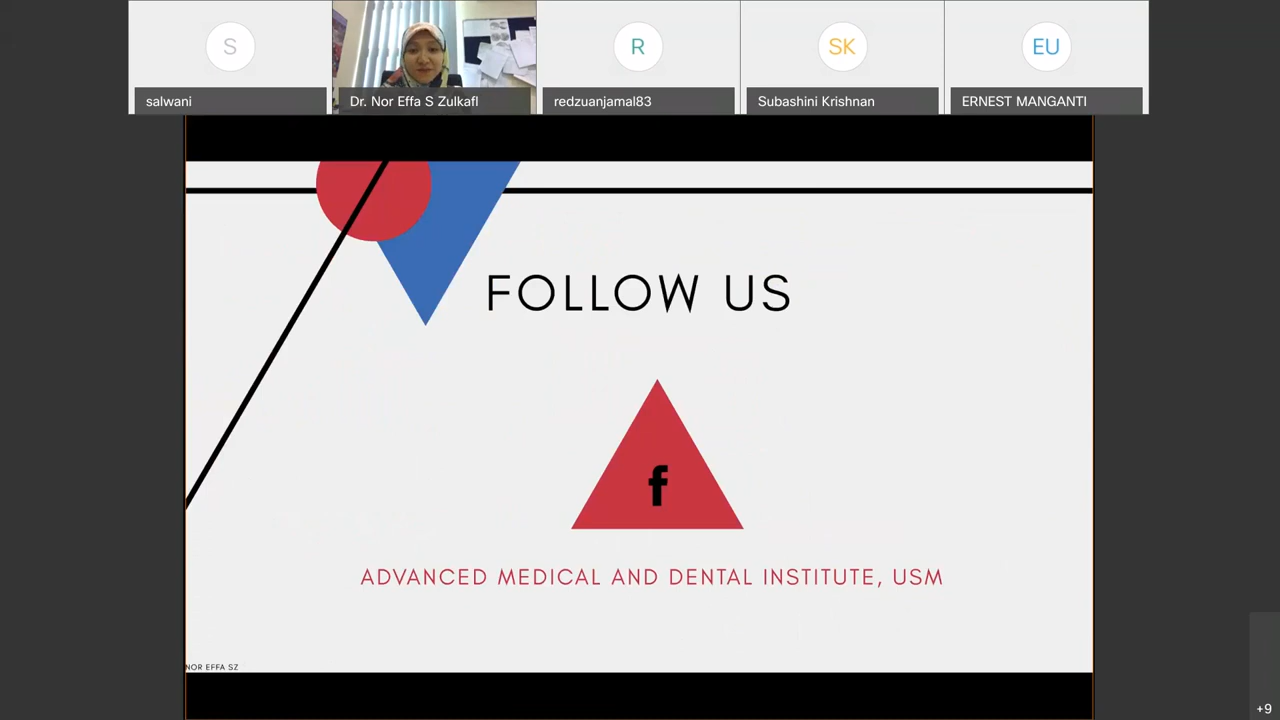 S
salwani
Dr. Nor Effa S Zulkafl
R
redzuanjamal83
SK
Subashini Krishnan
EU
ERNEST MANGANTI
FOLLOW US
f
ADVANCED MEDICAL AND DENTAL INSTITUTE, USM
NOR EFFA SZ
+9